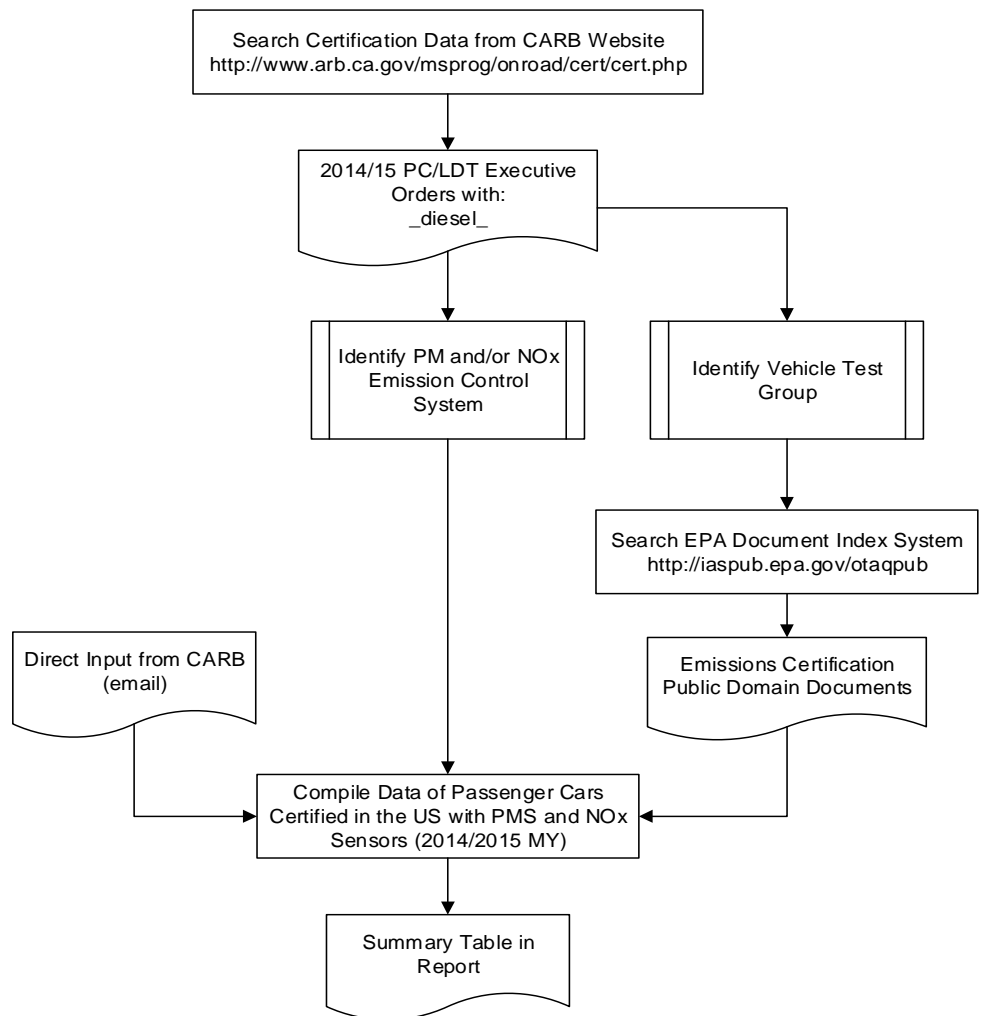 Search Certification Data from CARB Website
http://www.arb.ca.gov/msprog/onroad/cert/cert.php
2014/15 PC/LDT Executive
Orders with:
_diesel_
Identify PM and/or NOx
Emission Control
System
Identify Vehicle Test
Group
Search EPA Document Index System
http://iaspub.epa.gov/otaqpub
Direct Input from CARB
(email)
Emissions Certification
Public Domain Documents
Compile Data of Passenger Cars
Certified in the US with PMS and NOx
Sensors (2014/2015 MY)
Summary Table in
Report